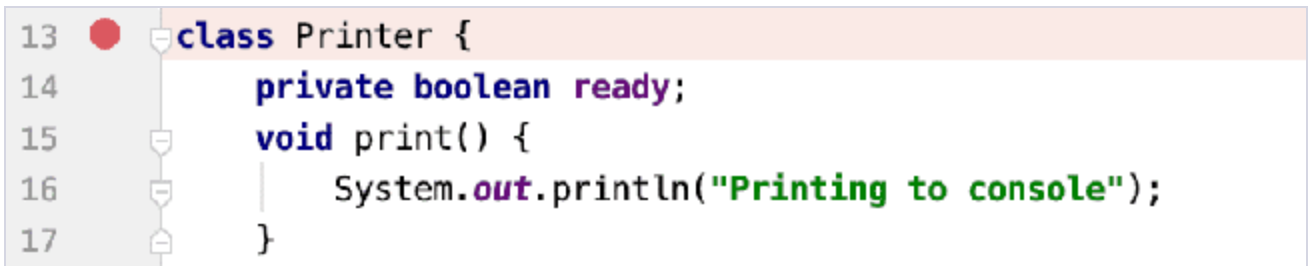 13 class Printer {
14     private boolean ready;
15     void print() {
16         System.out.println("Printing to console");
17     }